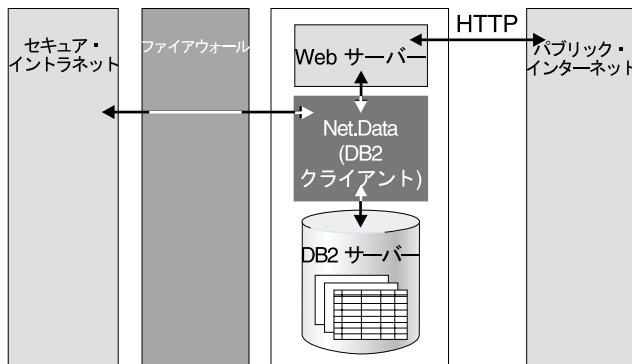 セキュア・
イントラネット
ファイアウォール
Web サーバー
HTTP
パブリック・
インターネット
Net.Data
(DB2
クライアント)
DB2 サーバー